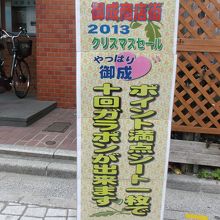 御成商店街
2013
クリスマスセール
やっぱり
御成
ポイント満点シート一枚で
十回ガラポンが出来ます